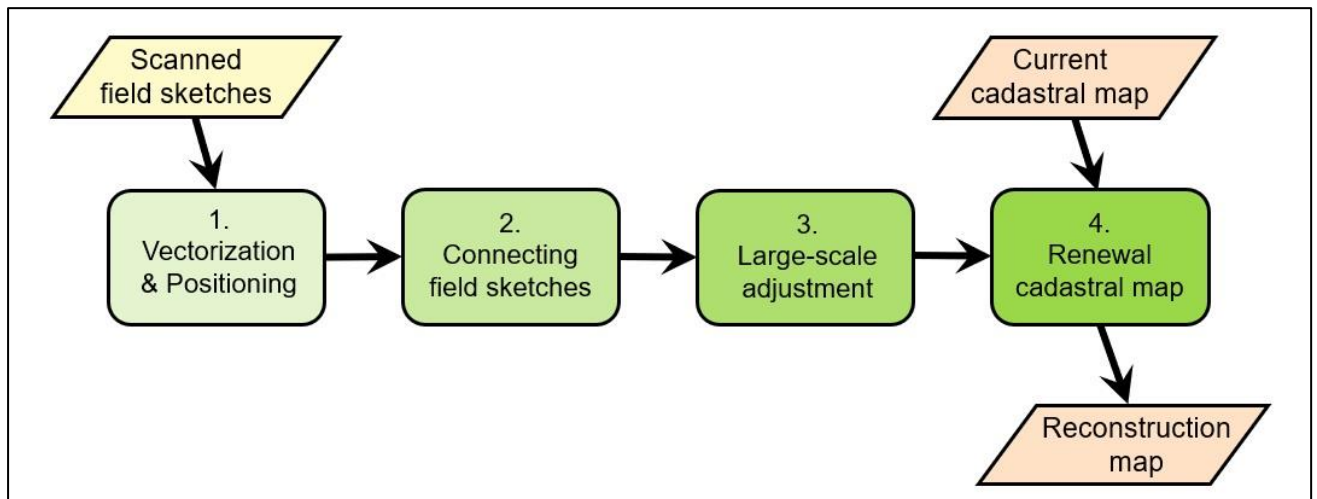 Scanned
field sketches
Current
cadastral map
1.
Vectorization
& Positioning
2.
Connecting
field sketches
3.
Large-scale
adjustment
4.
Renewal
cadastral map
Reconstruction
map